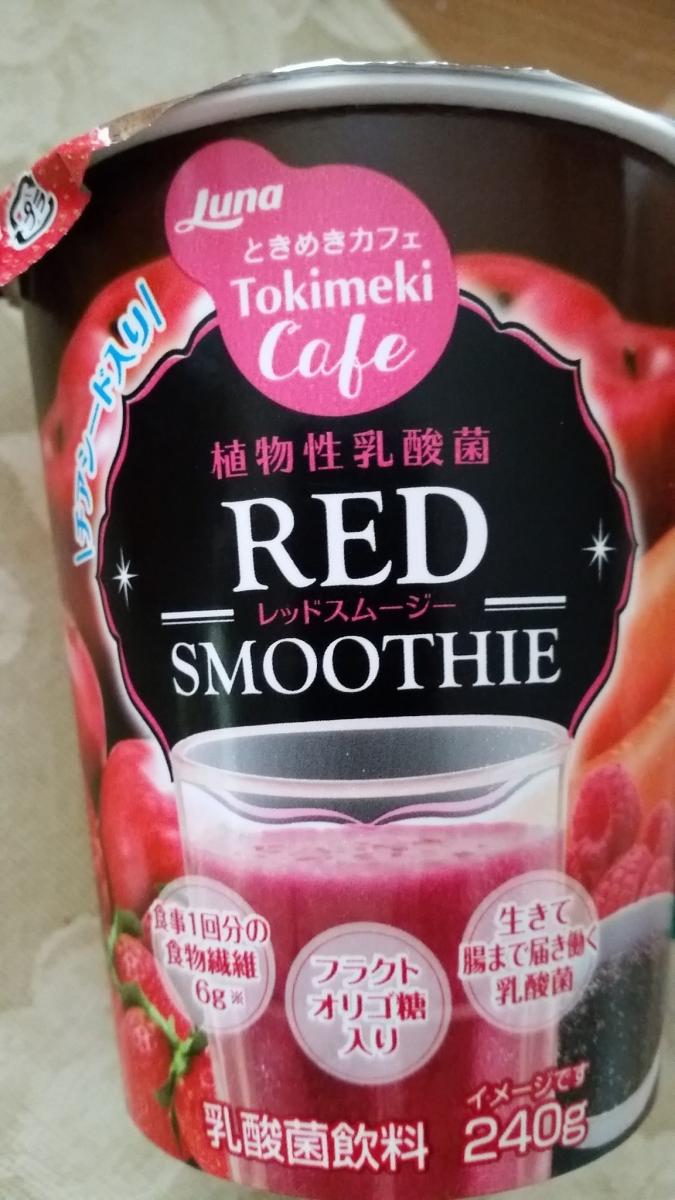 Luna
ときめきカフェ
Tokimeki
Cafe
\チアシード入り/
植物性乳酸菌
RED
レッドスムージー
SMOOTHIE
食事1回分の
食物繊維
6g※
フラクト
オリゴ糖
入り
生きて
腸まで届き働く
乳酸菌
イメージです
乳酸菌飲料 240g
プラ